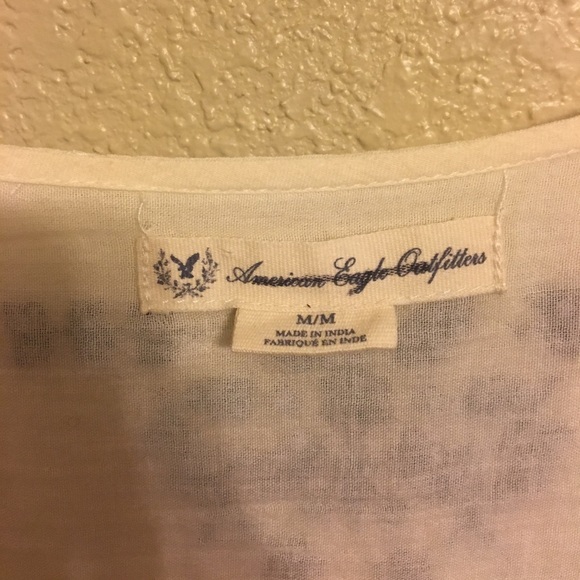 American Eagle Outfitters
M/M
MADE IN INDIA
FABRIQUÉ EN INDE